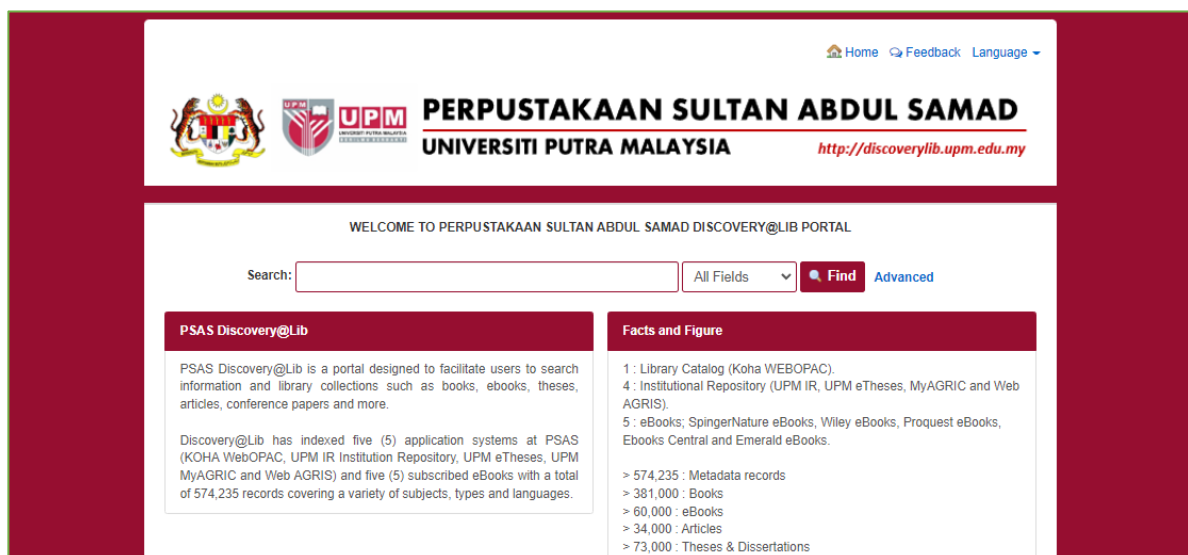 Home Feedback Language
UPM
UPM
UNIVERSITI PUTRA MALAYSIA
PERPUSTAKAAN SULTAN ABDUL SAMAD
UNIVERSITI PUTRA MALAYSIA
http://discoverylib.upm.edu.my
WELCOME TO PERPUSTAKAAN SULTAN ABDUL SAMAD DISCOVERY@LIB PORTAL
Search: All Fields Find Advanced
PSAS Discovery@Lib
PSAS Discovery@Lib is a portal designed to facilitate users to search
information and library collections such as books, ebooks, theses,
articles, conference papers and more.
Discovery@Lib has indexed five (5) application systems at PSAS
(KOHA WebOPAC, UPM IR Institution Repository, UPM eTheses, UPM
MyAGRIC and Web AGRIS) and five (5) subscribed eBooks with a total
of 574,235 records covering a variety of subjects, types and languages.
Facts and Figure
1 : Library Catalog (Koha WEBOPAC).
4 : Institutional Repository (UPM IR, UPM eTheses, MyAGRIC and Web
AGRIS).
5 : eBooks; SpingerNature eBooks, Wiley eBooks, Proquest eBooks,
Ebooks Central and Emerald eBooks.
> 574,235 : Metadata records
> 381,000 : Books
> 60,000 : eBooks
> 34,000 : Articles
> 73,000 : Theses & Dissertations